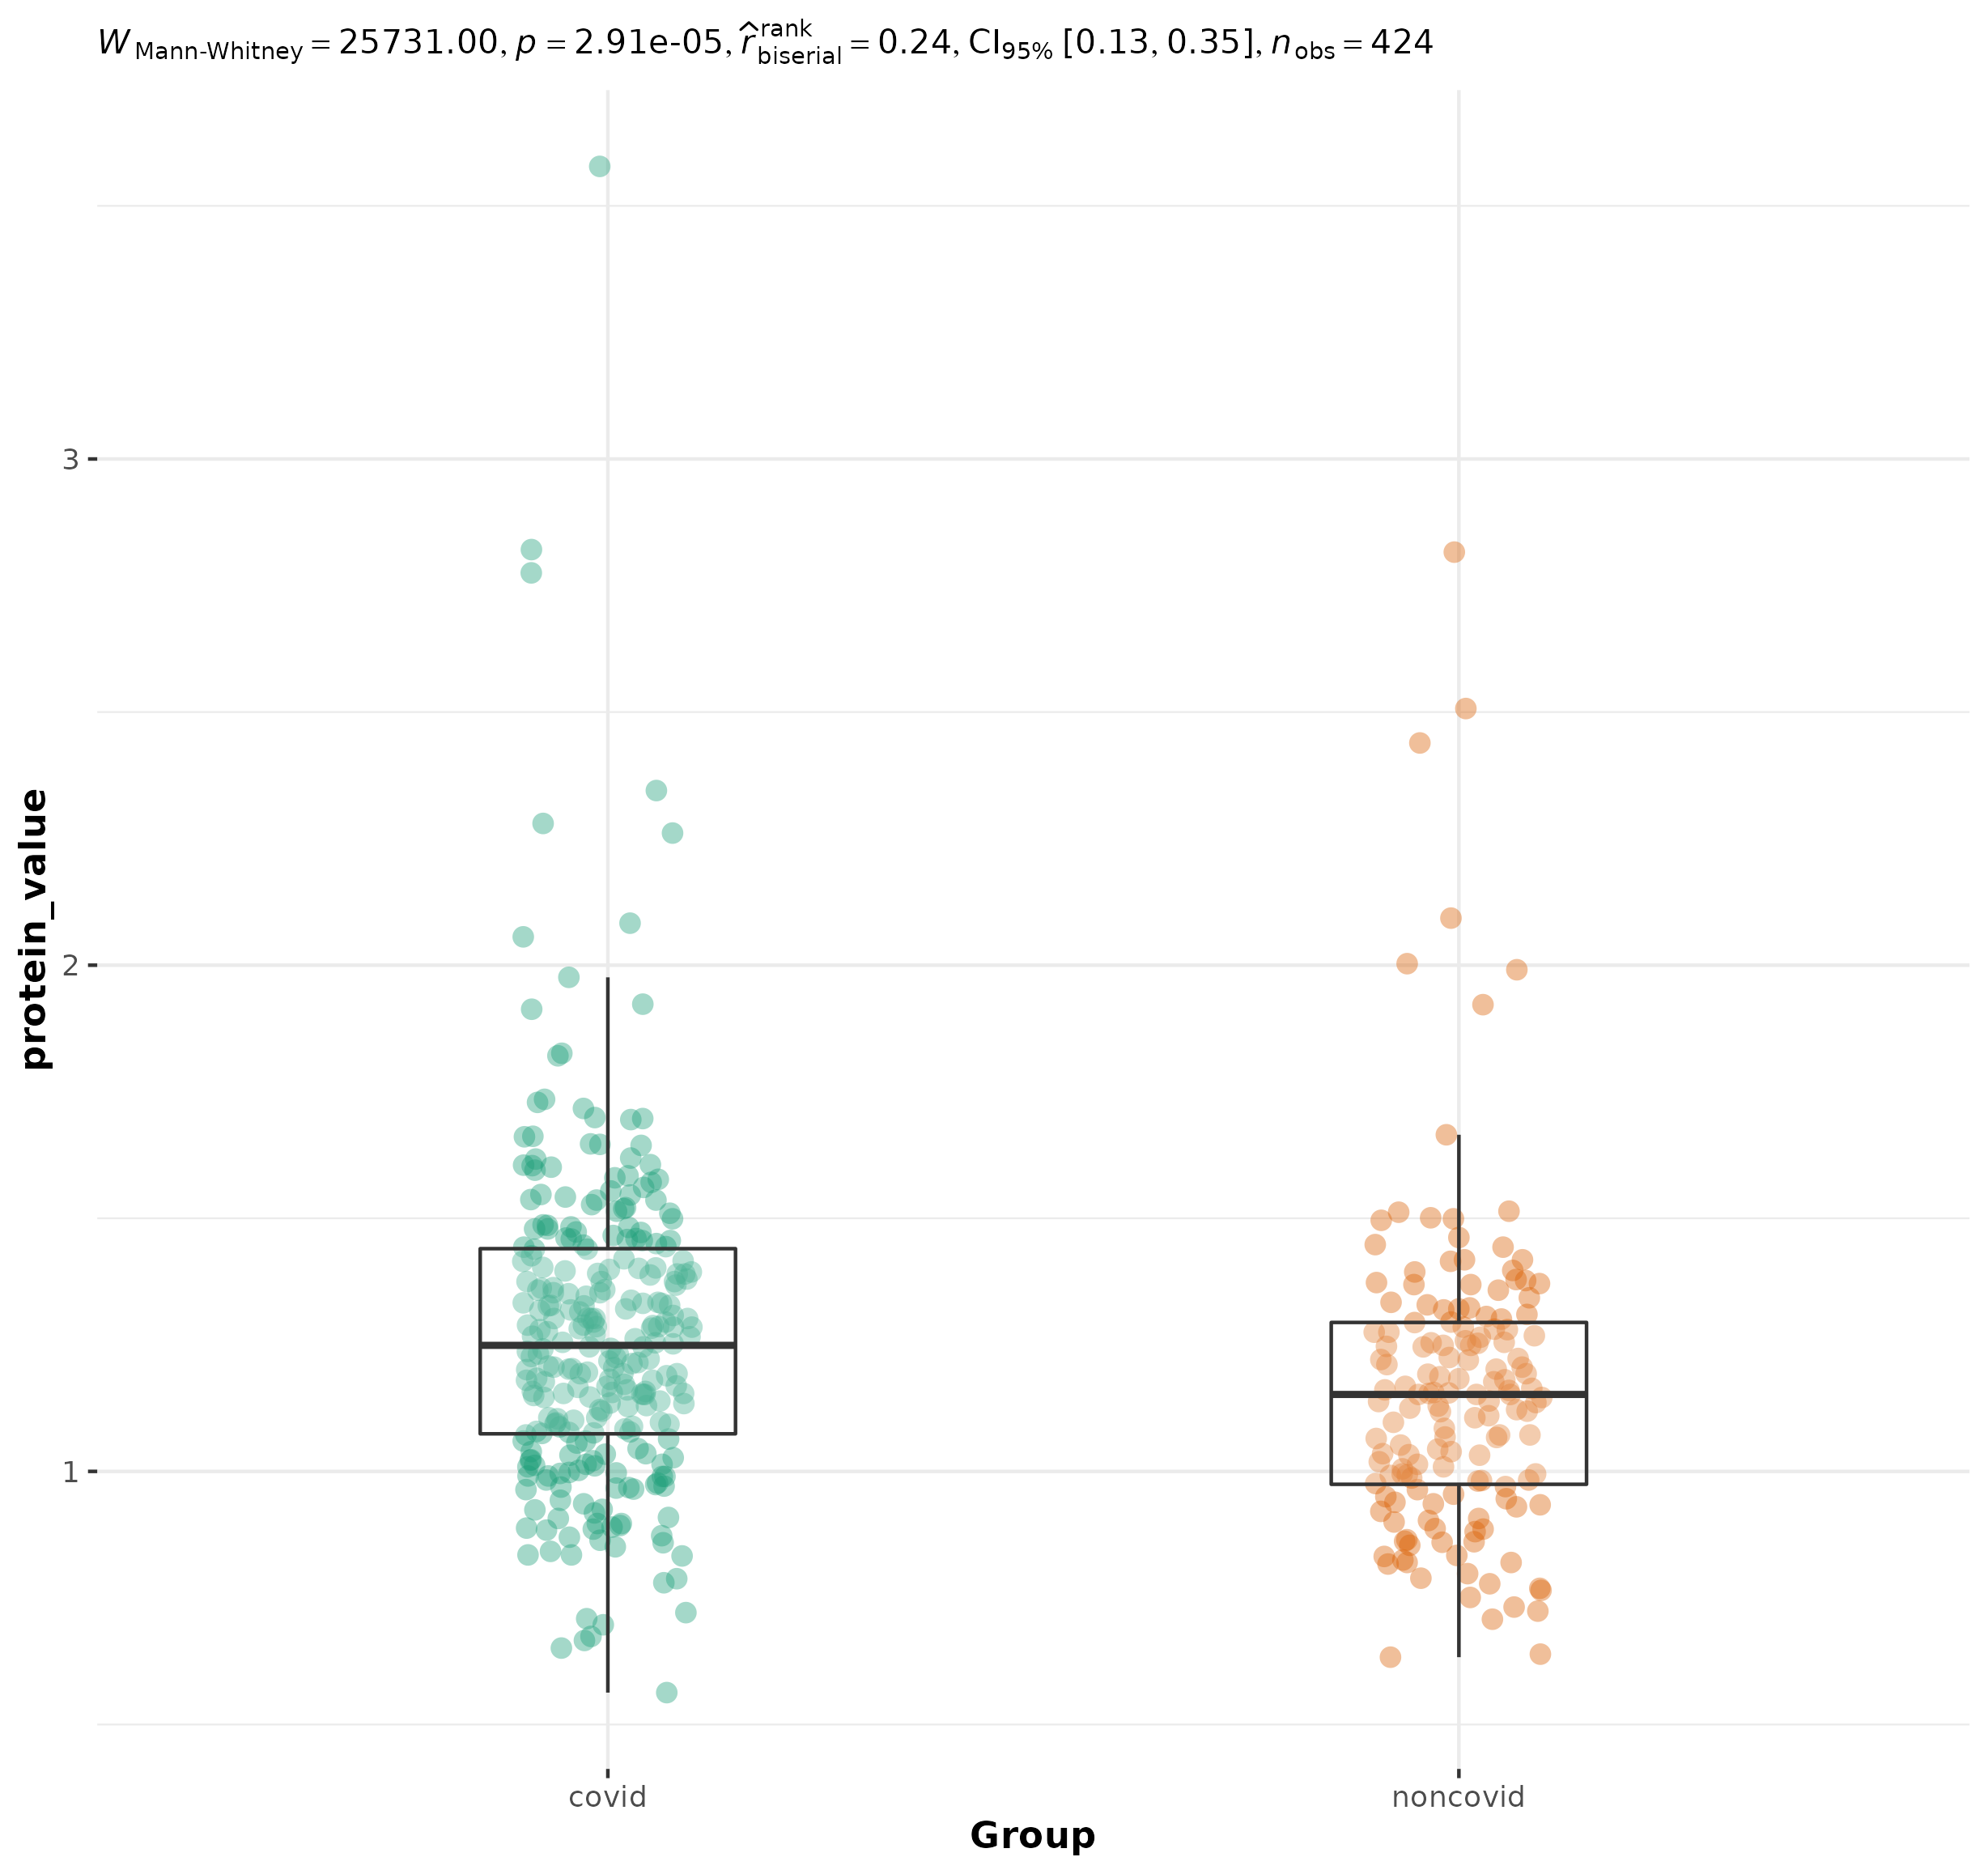 W Mann-Whitney = 25731.00, p = 2.91e-05, r̂ rank biserial = 0.24, CI95% [0.13, 0.35], nobs = 424
protein_value
3
2
1
covid noncovid
Group